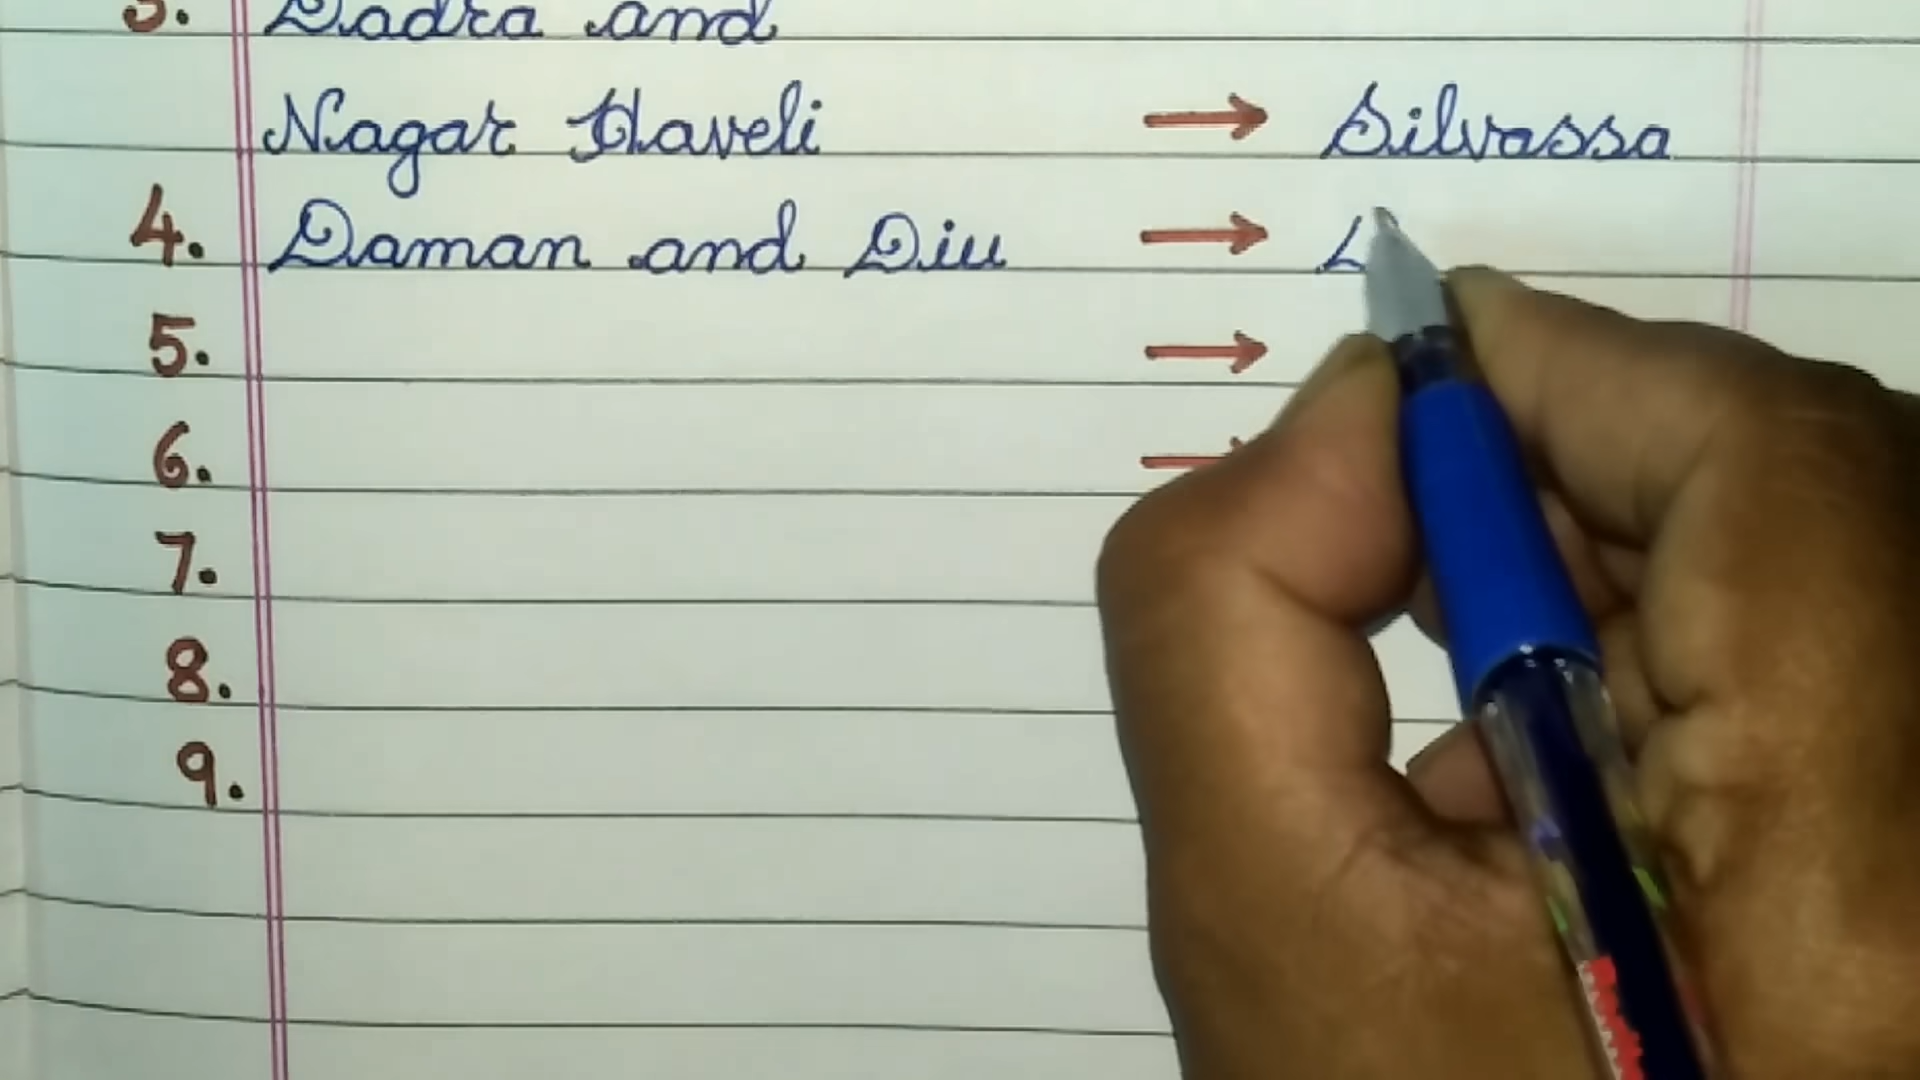 3. Dadra and
Nagar Haveli → Silvassa
4. Daman and Diu →
5. →
6. →
7.
8.
9.